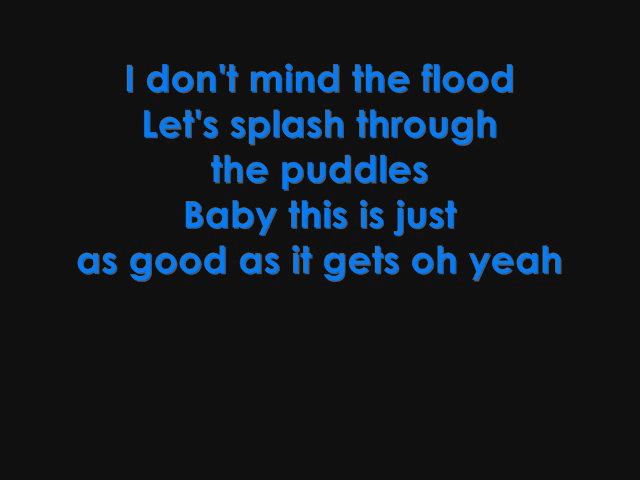 I don't mind the flood
Let's splash through
the puddles
Baby this is just
as good as it gets oh yeah